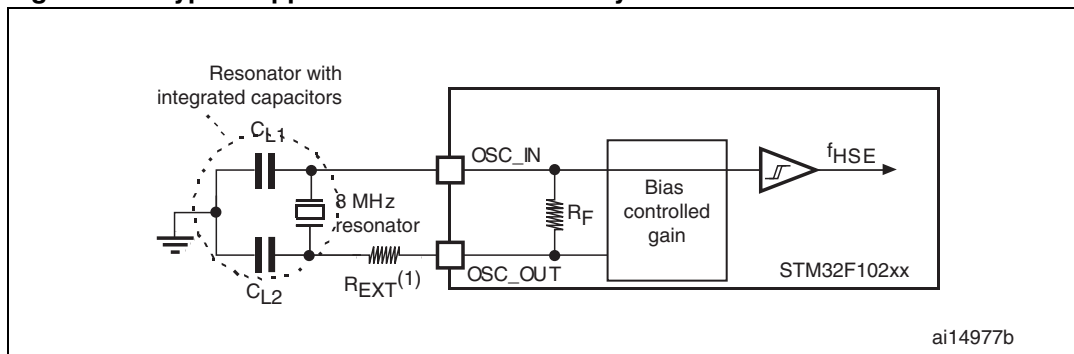 Resonator with
integrated capacitors
CL1
OSC_IN
fHSE
8 MHz
resonator
RF
Bias
controlled
gain
STM32F102xx
REXT(1)
OSC_OUT
CL2
ai14977b